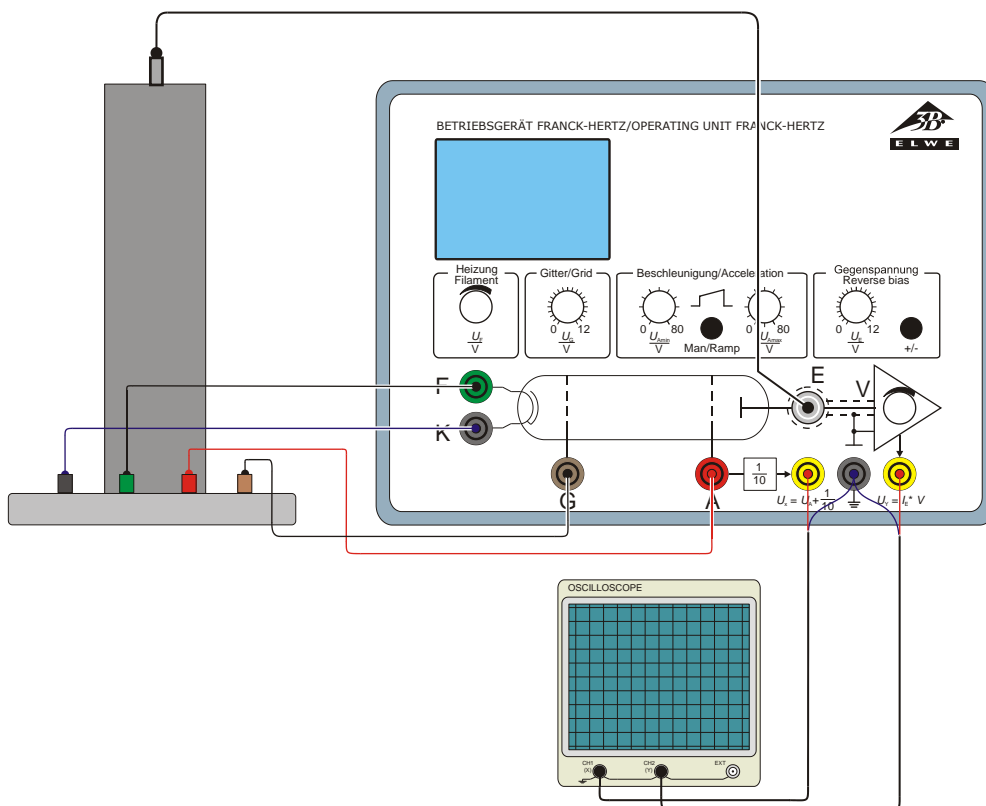 BETRIEBSGERÄT FRANCK-HERTZ/OPERATING UNIT FRANCK-HERTZ
3B
ELWE
Heizung
Filament
U_F
V
Gitter/Grid
0 12
U_G
V
Beschleunigung/Acceleration
0 80
U_Amin
V
Man/Ramp
0 80
U_Amax
V
Gegenspannung
Reverse bias
0 12
U_E
V
+/-
F
K
G
A
E
V
1
10
U_x = U_A + 1/10
U_Y = I_E * V
OSCILLOSCOPE
CH1
(X)
CH2
(Y)
EXT